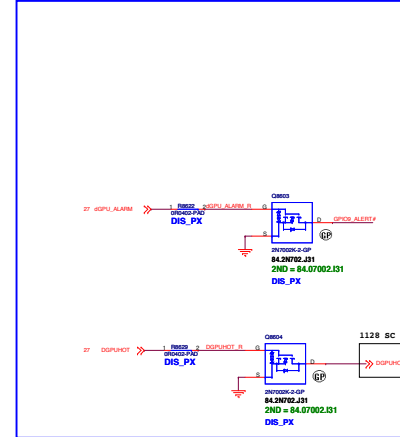 Q8603
27 dGPU_ALARM 1 R8622 2 dGPU_ALARM_R G D GPIO9_ALERT#
0R0402-PAD
DIS_PX
S GP
2N7002K-2-GP
84.2N702.J31
2ND = 84.07002.I31
DIS_PX
1128 SC
Q8604
27 DGPUHOT 1 R8629 2 DGPUHOT_R G D DGPUHO
0R0402-PAD
DIS_PX
S GP
2N7002K-2-GP
84.2N702.J31
2ND = 84.07002.I31
DIS_PX